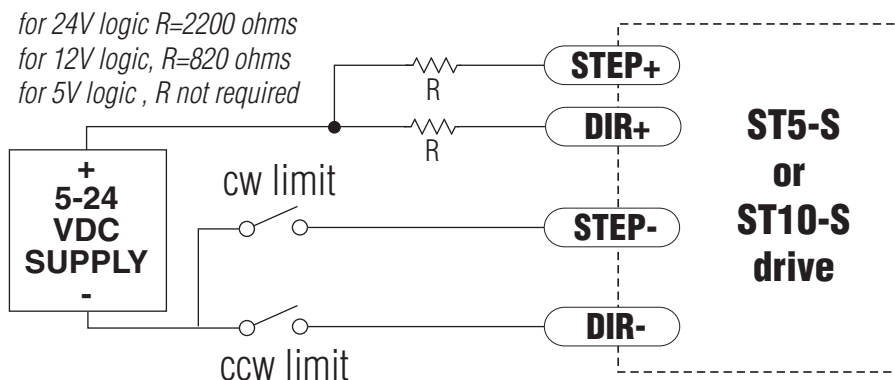 for 24V logic R=2200 ohms
for 12V logic, R=820 ohms
for 5V logic , R not required
STEP+
R
DIR+
R
+
5-24
VDC
SUPPLY
-
cw limit
STEP-
ccw limit
DIR-
ST5-S
or
ST10-S
drive